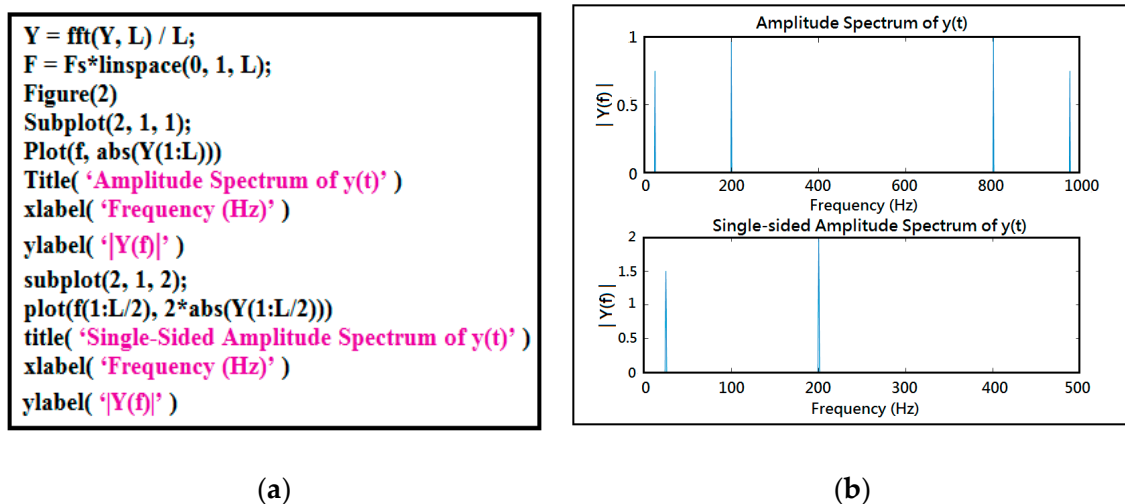 Y = fft(Y, L) / L;
F = Fs*linspace(0, 1, L);
Figure(2)
Subplot(2, 1, 1);
Plot(f, abs(Y(1:L)))
Title( ‘Amplitude Spectrum of y(t)’ )
xlabel( ‘Frequency (Hz)’ )
ylabel( ‘|Y(f)|’ )
subplot(2, 1, 2);
plot(f(1:L/2), 2*abs(Y(1:L/2)))
title( ‘Single-Sided Amplitude Spectrum of y(t)’ )
xlabel( ‘Frequency (Hz)’ )
ylabel( ‘|Y(f)|’ )
(a)
Amplitude Spectrum of y(t)
| Y(f) |
1
0.5
0
0 200 400 600 800 1000
Frequency (Hz)
Single-sided Amplitude Spectrum of y(t)
| Y(f) |
2
1.5
1
0.5
0
0 100 200 300 400 500
Frequency (Hz)
(b)